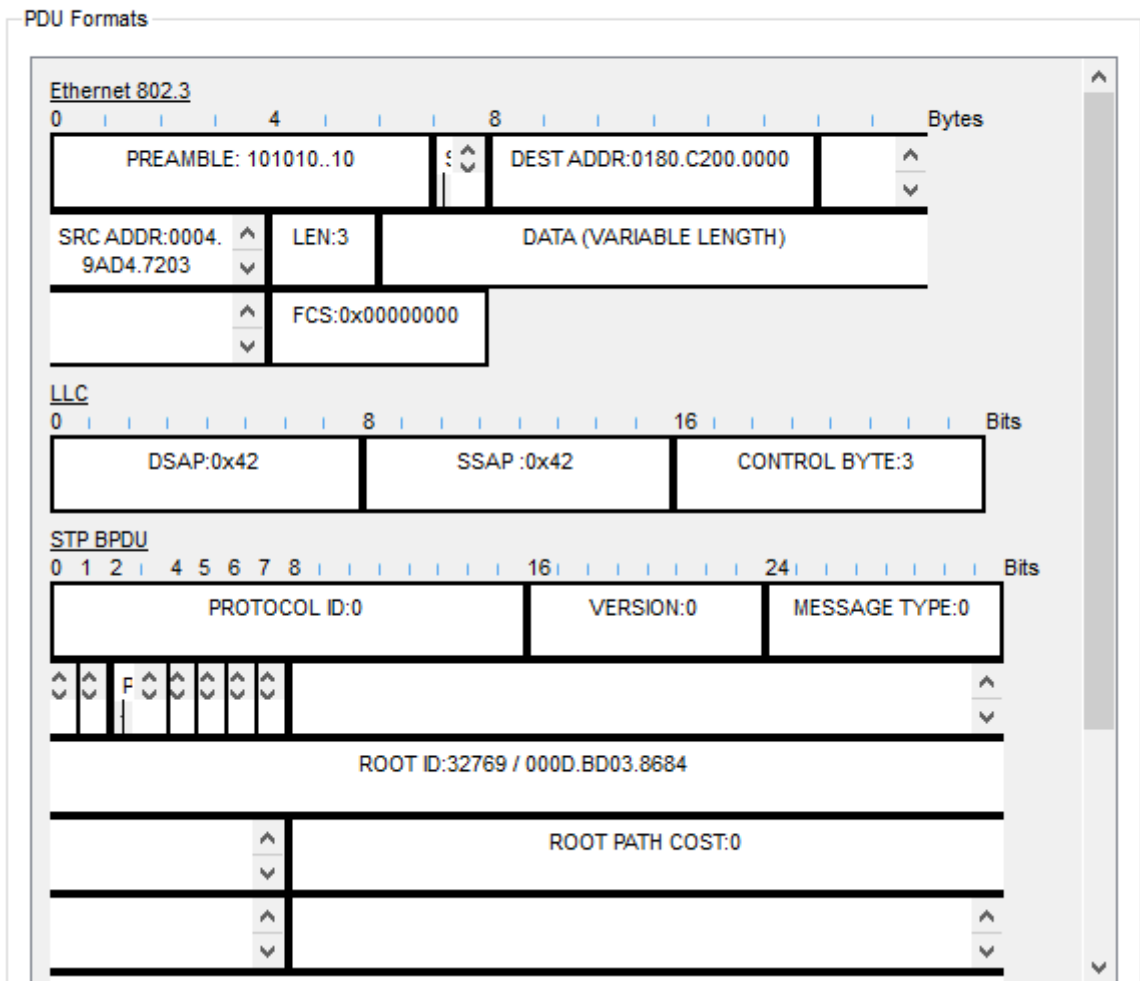 PDU Formats
Ethernet 802.3
0 4 8 Bytes
PREAMBLE: 101010..10 DEST ADDR:0180.C200.0000
SRC ADDR:0004. LEN:3 DATA (VARIABLE LENGTH)
9AD4.7203
FCS:0x00000000
LLC
0 8 16 Bits
DSAP:0x42 SSAP :0x42 CONTROL BYTE:3
STP BPDU
0 1 2 4 5 6 7 8 16 24 Bits
PROTOCOL ID:0 VERSION:0 MESSAGE TYPE:0
ROOT ID:32769 / 000D.BD03.8684
ROOT PATH COST:0